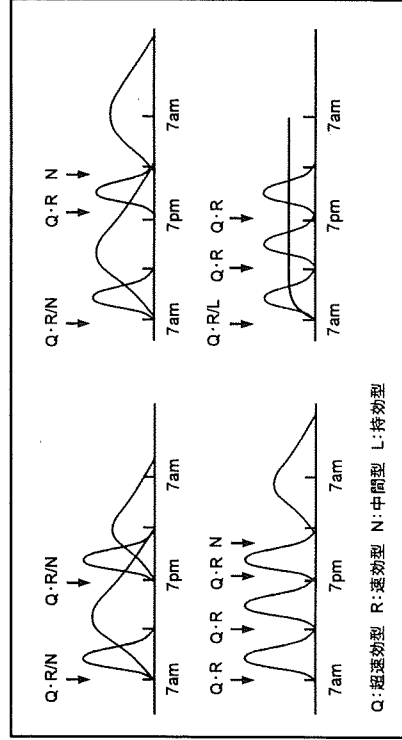 Q·R/N Q·R/N
7am 7pm 7am
Q·R/N Q·R N
7am 7pm 7am
Q·R Q·R Q·R N
7am 7pm 7am
Q·R/L Q·R Q·R
7am 7pm 7am
Q:超速効型 R:速効型 N:中間型 L:持効型